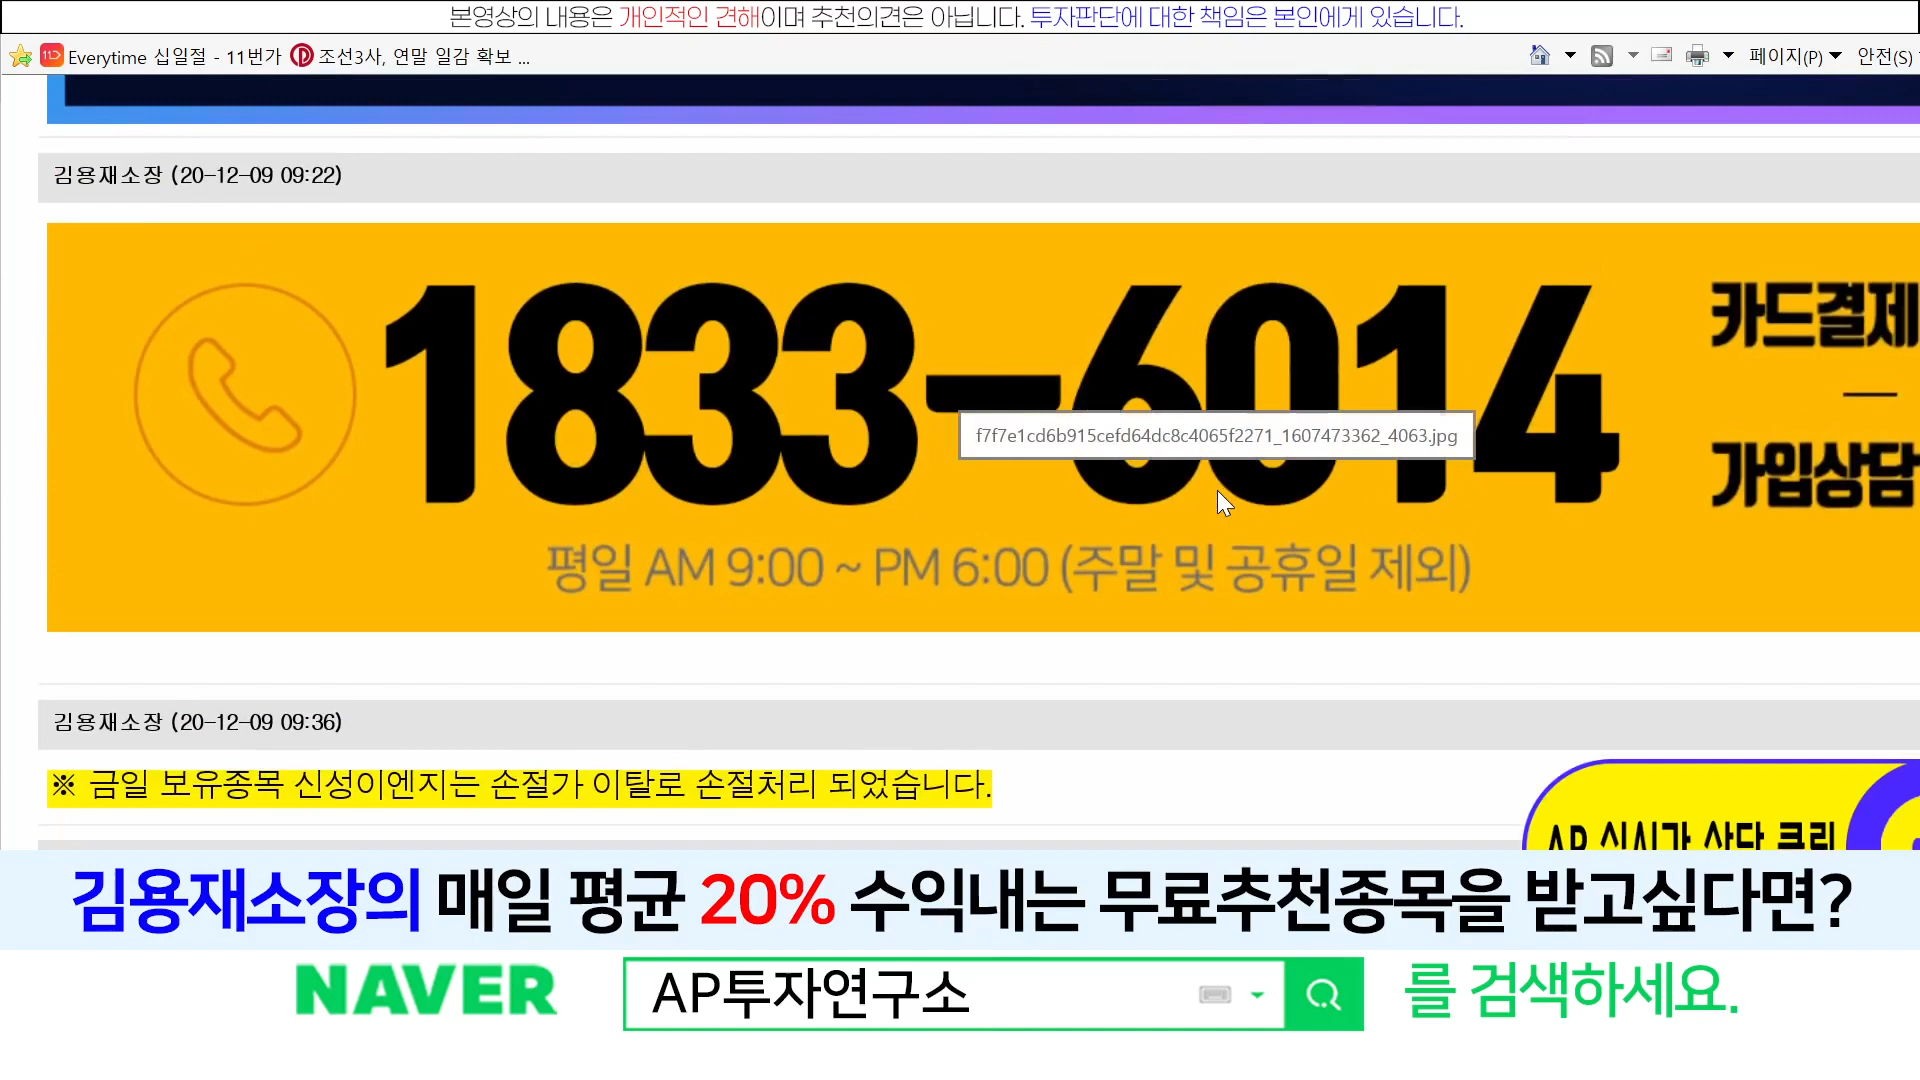 본영상의 내용은 개인적인 견해이며 추천의견은 아닙니다. 투자판단에 대한 책임은 본인에게 있습니다.
Everytime 십일절 - 11번가 조선3사, 연말 일감 확보 ... 페이지(P) 안전(S)
김용재소장 (20-12-09 09:22)
1833-6014
카드결제
가입상담
f7f7e1cd6b915cefd64dc8c4065f2271_1607473362_4063.jpg
평일 AM 9:00 ~ PM 6:00 (주말 및 공휴일 제외)
김용재소장 (20-12-09 09:36)
※ 금일 보유종목 신성이엔지는 손절가 이탈로 손절처리 되었습니다.
AP 실시간 상담 클릭
김용재소장의 매일 평균 20% 수익내는 무료추천종목을 받고싶다면?
NAVER AP투자연구소 를 검색하세요.